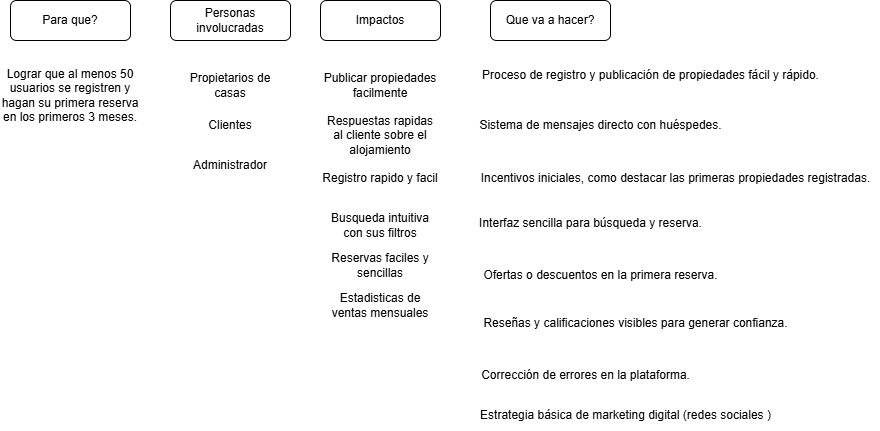 Para que?
Personas
involucradas
Impactos
Que va a hacer?
Lograr que al menos 50
usuarios se registren y
hagan su primera reserva
en los primeros 3 meses.
Propietarios de
casas
Clientes
Administrador
Publicar propiedades
facilmente
Respuestas rapidas
al cliente sobre el
alojamiento
Registro rapido y facil
Busqueda intuitiva
con sus filtros
Reservas faciles y
sencillas
Estadisticas de
ventas mensuales
Proceso de registro y publicación de propiedades fácil y rápido.
Sistema de mensajes directo con huéspedes.
Incentivos iniciales, como destacar las primeras propiedades registradas.
Interfaz sencilla para búsqueda y reserva.
Ofertas o descuentos en la primera reserva.
Reseñas y calificaciones visibles para generar confianza.
Corrección de errores en la plataforma.
Estrategia básica de marketing digital (redes sociales )